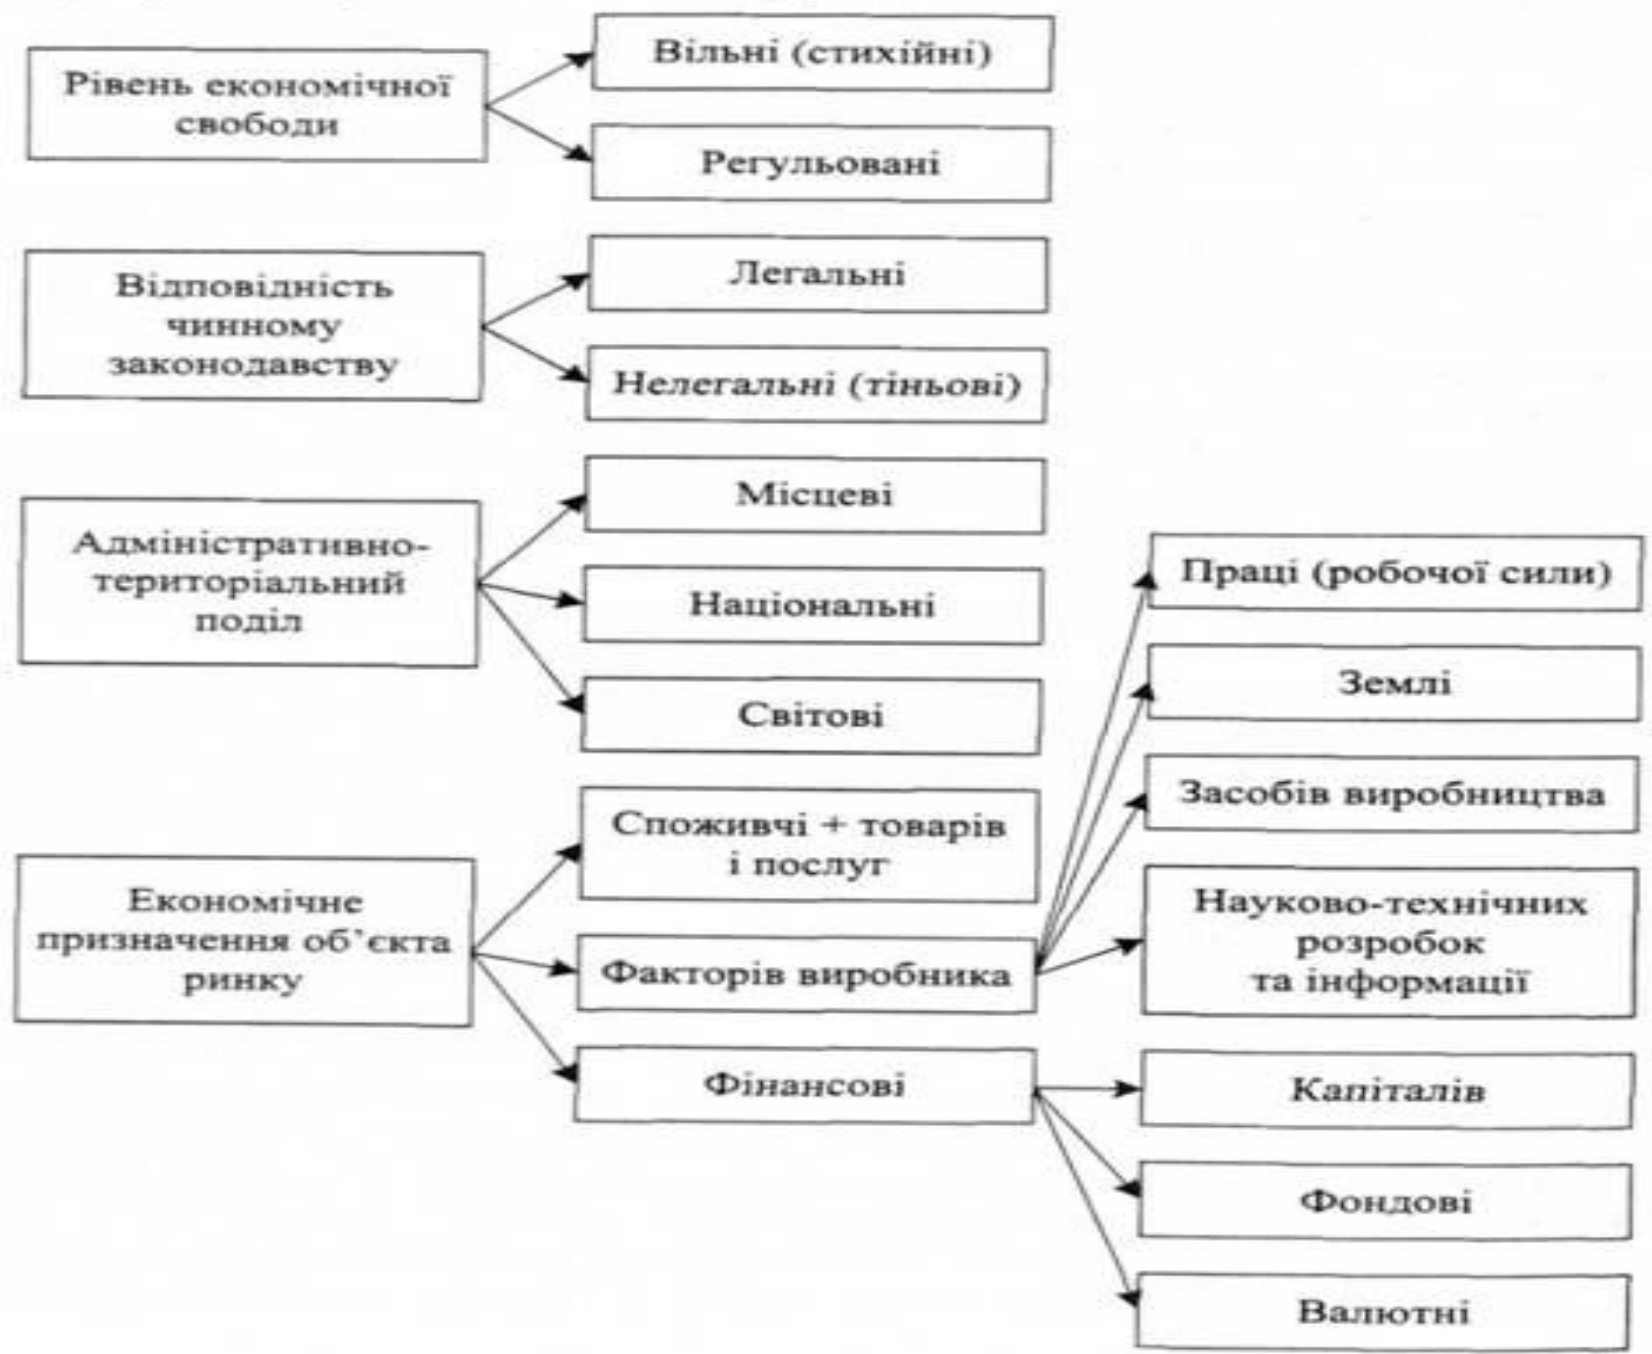 Рівень економічної
свободи
Вільні (стихійні)
Регульовані
Відповідність
чинному
законодавству
Легальні
Нелегальні (тіньові)
Адміністративно-
територіальний
поділ
Місцеві
Національні
Світові
Економічне
призначення об’єкта
ринку
Споживчі + товарів
і послуг
Факторів виробника
Фінансові
Праці (робочої сили)
Землі
Засобів виробництва
Науково-технічних
розробок
та інформації
Капіталів
Фондові
Валютні